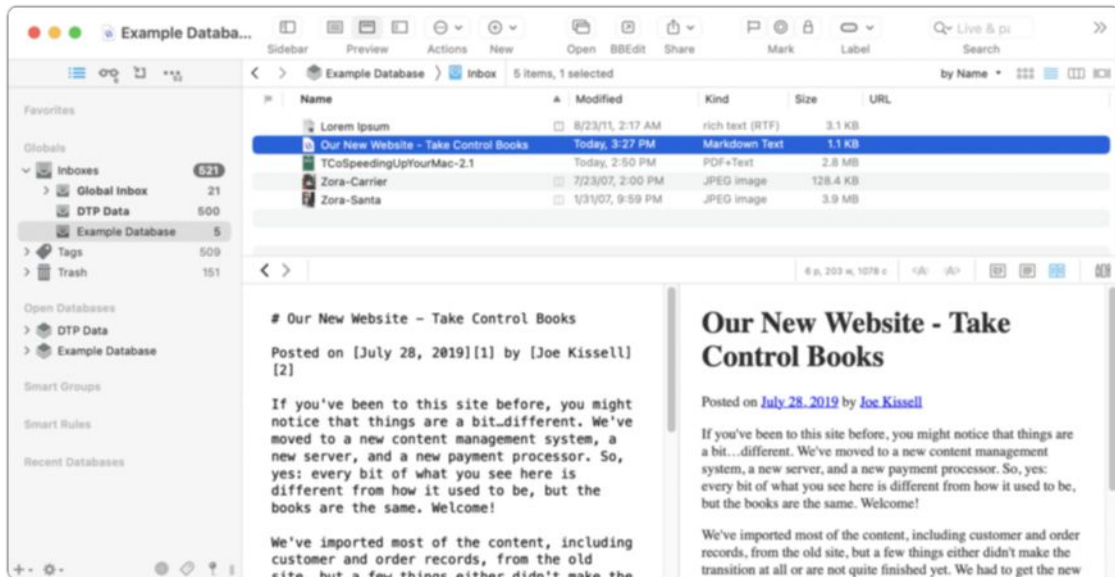 Example Databa...
Sidebar Preview Actions New Open BBEdit Share Mark Label Search
Example Database Inbox 5 items, 1 selected by Name
Favorites
Globals
Inboxes 521
Global Inbox 21
DTP Data 500
Example Database 5
Tags 509
Trash 151
Open Databases
DTP Data
Example Database
Smart Groups
Smart Rules
Recent Databases
Name Modified Kind Size URL
Lorem Ipsum 8/23/11, 2:17 AM rich text (RTF) 3.1 KB
Our New Website - Take Control Books Today, 3:27 PM Markdown Text 1.1 KB
TCoSpeedingUpYourMac-2.1 Today, 2:50 PM PDF+Text 2.8 MB
Zora-Carrier 7/23/07, 2:00 PM JPEG image 128.4 KB
Zora-Santa 1/31/07, 9:59 PM JPEG image 3.9 MB
6 p, 203 w, 1078 c
# Our New Website - Take Control Books
Posted on [July 28, 2019][1] by [Joe Kissell]
[2]
If you've been to this site before, you might
notice that things are a bit…different. We've
moved to a new content management system, a
new server, and a new payment processor. So,
yes: every bit of what you see here is
different from how it used to be, but the
books are the same. Welcome!
We've imported most of the content, including
customer and order records, from the old
site, but a few things either didn't make the
Our New Website - Take
Control Books
Posted on July 28, 2019 by Joe Kissell
If you've been to this site before, you might notice that things are
a bit…different. We've moved to a new content management
system, a new server, and a new payment processor. So, yes:
every bit of what you see here is different from how it used to be,
but the books are the same. Welcome!
We've imported most of the content, including customer and order
records, from the old site, but a few things either didn't make the
transition at all or are not quite finished yet. We had to get the new